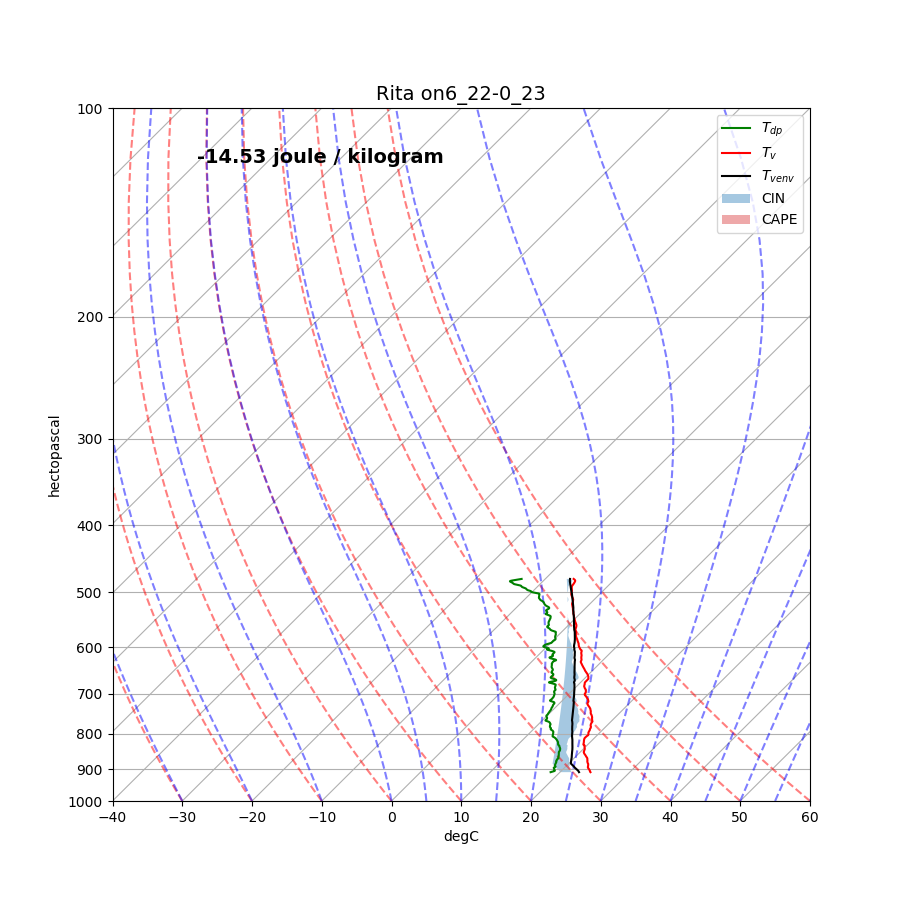 Rita on6_22-0_23
-14.53 joule / kilogram
T_dp
T_v
T_venv
CIN
CAPE
hectopascal
100
200
300
400
500
600
700
800
900
1000
−40 −30 −20 −10 0 10 20 30 40 50 60
degC